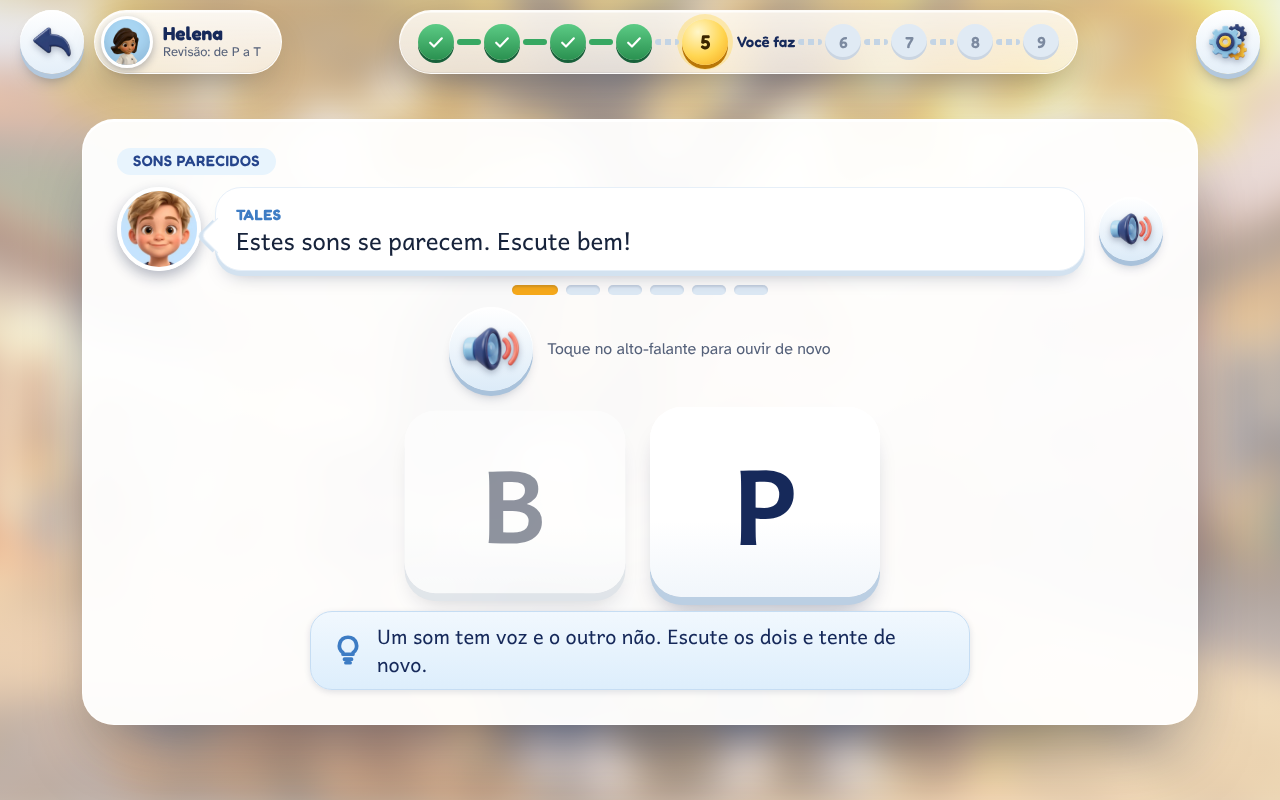 Helena
Revisão: de P a T
5
Você faz
6
7
8
9
SONS PARECIDOS
TALES
Estes sons se parecem. Escute bem!
Toque no alto-falante para ouvir de novo
B
P
Um som tem voz e o outro não. Escute os dois e tente de
novo.